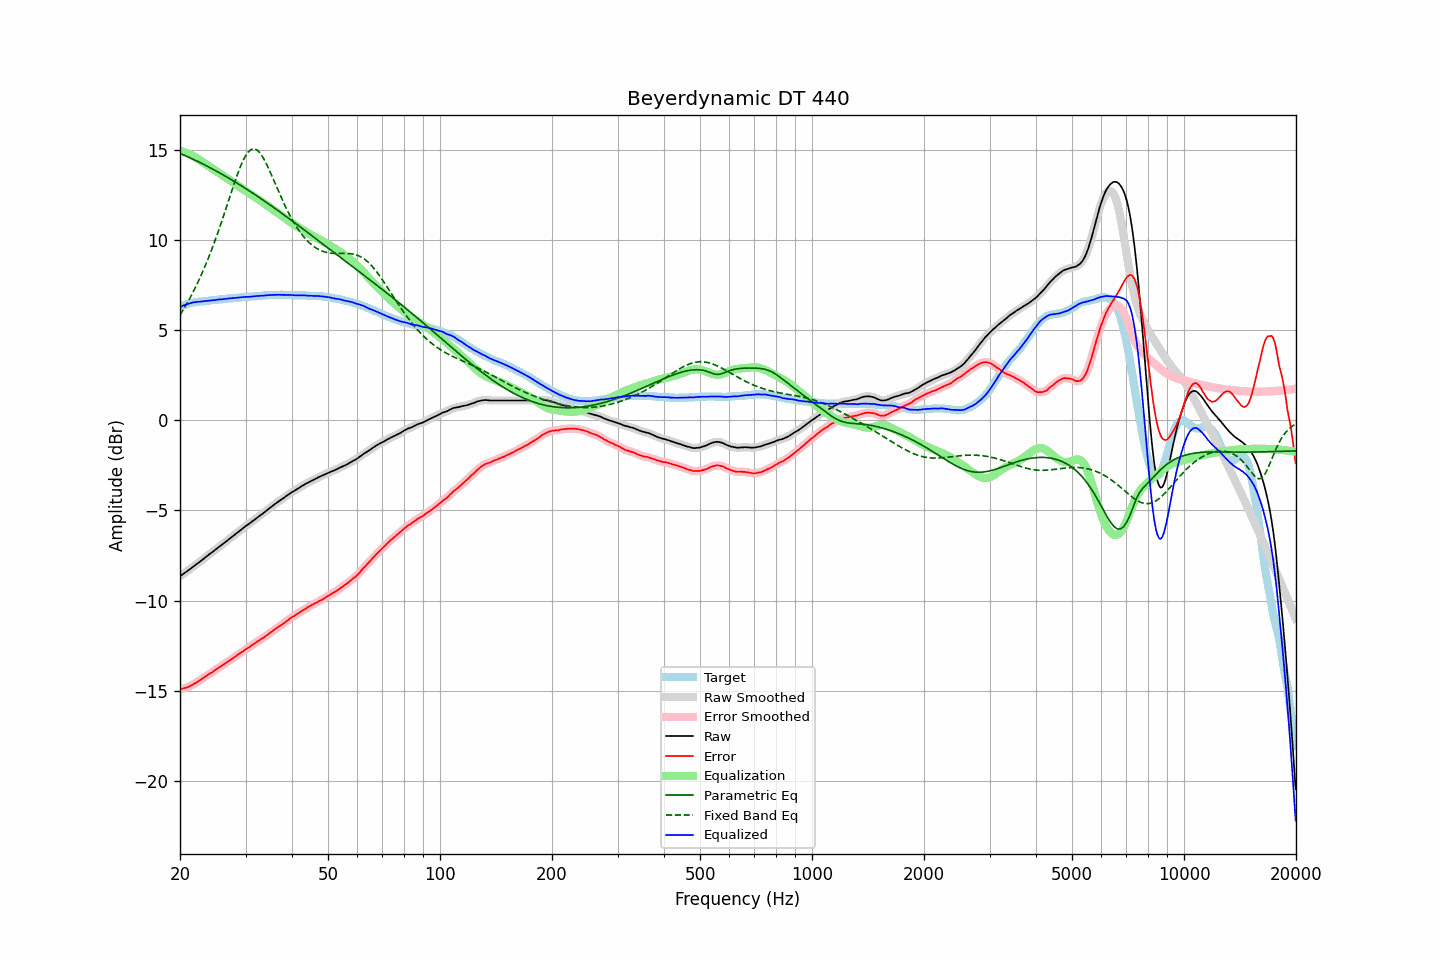 Beyerdynamic DT 440
Amplitude (dBr)
15
10
5
0
−5
−10
−15
−20
Target
Raw Smoothed
Error Smoothed
Raw
Error
Equalization
Parametric Eq
Fixed Band Eq
Equalized
20 50 100 200 500 1000 2000 5000 10000 20000
Frequency (Hz)